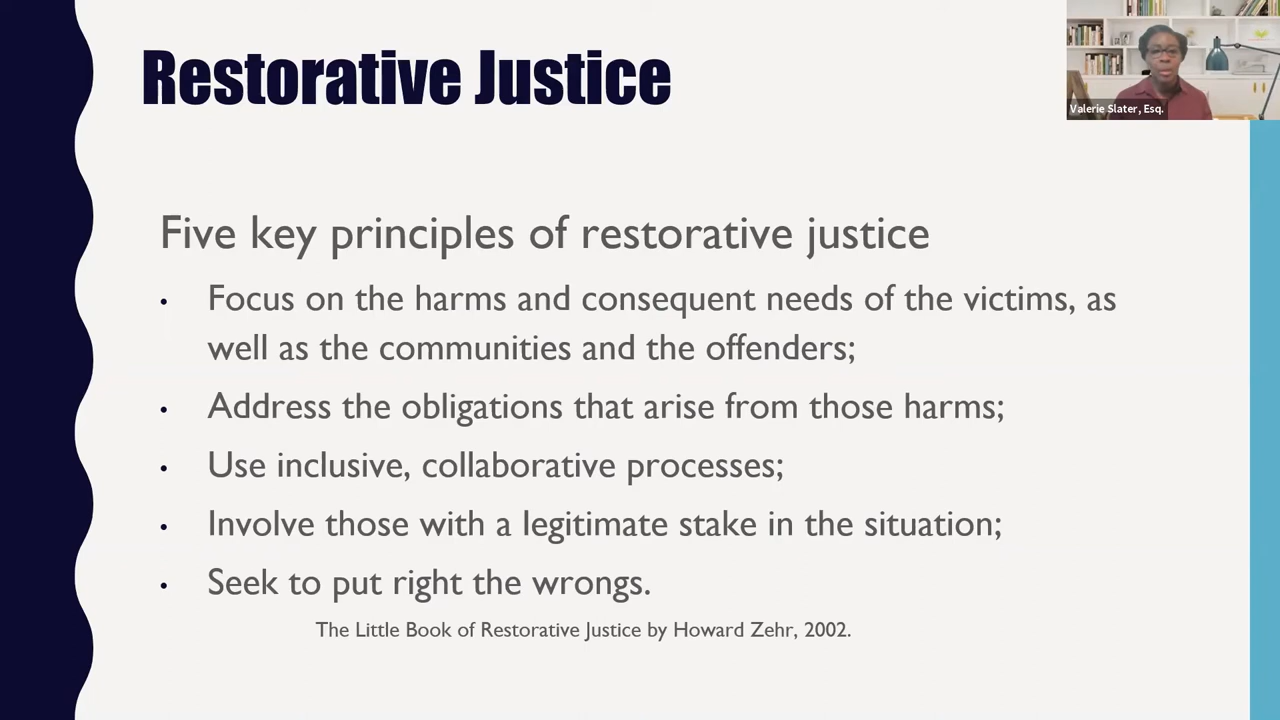 Restorative Justice
Valerie Slater, Esq.
Five key principles of restorative justice
• Focus on the harms and consequent needs of the victims, as
well as the communities and the offenders;
• Address the obligations that arise from those harms;
• Use inclusive, collaborative processes;
• Involve those with a legitimate stake in the situation;
• Seek to put right the wrongs.
The Little Book of Restorative Justice by Howard Zehr, 2002.